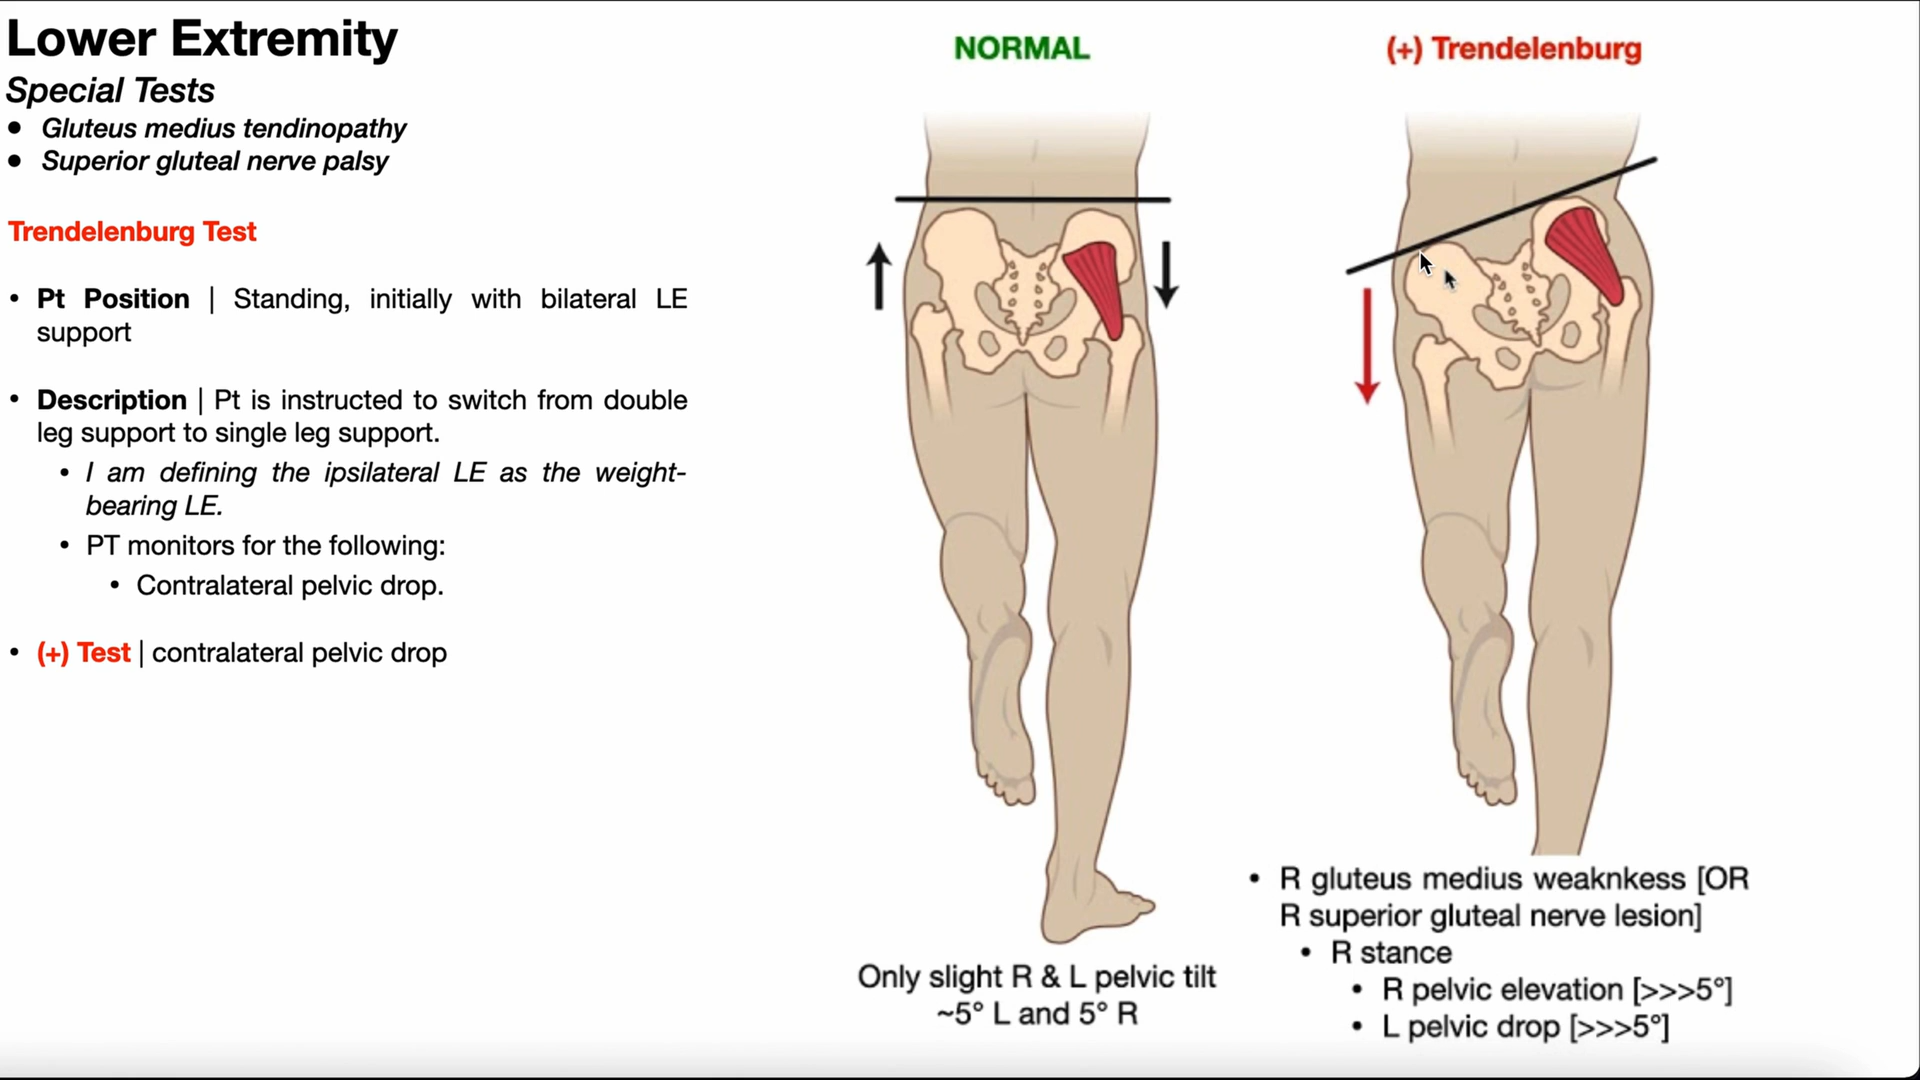 Lower Extremity
Special Tests
• Gluteus medius tendinopathy
• Superior gluteal nerve palsy
Trendelenburg Test
• Pt Position | Standing, initially with bilateral LE
support
• Description | Pt is instructed to switch from double
leg support to single leg support.
• I am defining the ipsilateral LE as the weight-
bearing LE.
• PT monitors for the following:
• Contralateral pelvic drop.
• (+) Test | contralateral pelvic drop
NORMAL
Only slight R & L pelvic tilt
~5° L and 5° R
(+) Trendelenburg
• R gluteus medius weaknkess [OR
R superior gluteal nerve lesion]
• R stance
• R pelvic elevation [>>>5°]
• L pelvic drop [>>>5°]